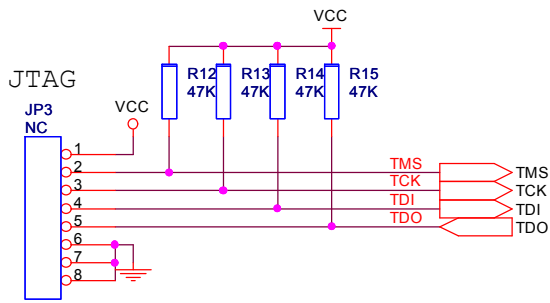 VCC
JTAG
R12 R13 R14 R15
47K 47K 47K 47K
JP3
NC
VCC
1
2 TMS TMS
3 TCK TCK
4 TDI TDI
5 TDO TDO
6
7
8